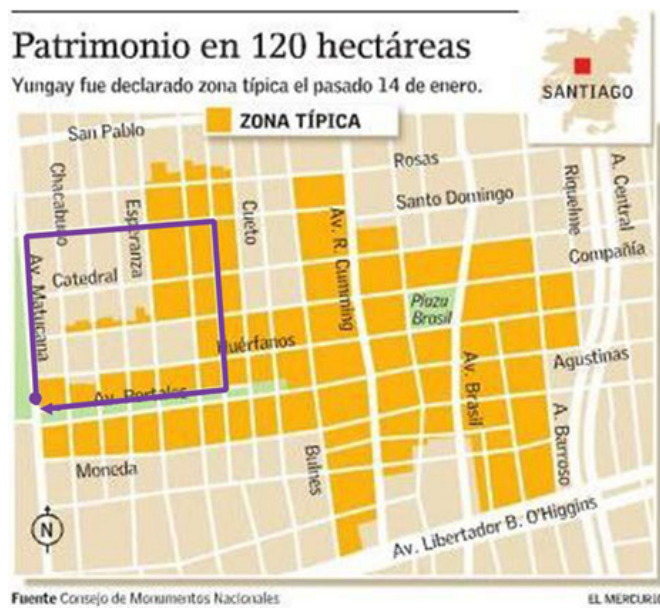 Patrimonio en 120 hectáreas
Yungay fue declarado zona típica el pasado 14 de enero.
SANTIAGO
ZONA TÍPICA
San Pablo
Rosas
Chacabuco
Esperanza
Cueto
Santo Domingo
Av. R. Cumming
Riquelme
A. Central
Compañía
Av. Matucana
Catedral
Plaza
Brasil
Huérfanos
Av. Brasil
Agustinas
Av. Portales
A. Barroso
Moneda
Bulnes
Av. Libertador B. O'Higgins
N
Fuente Consejo de Monumentos Nacionales
EL MERCURIO